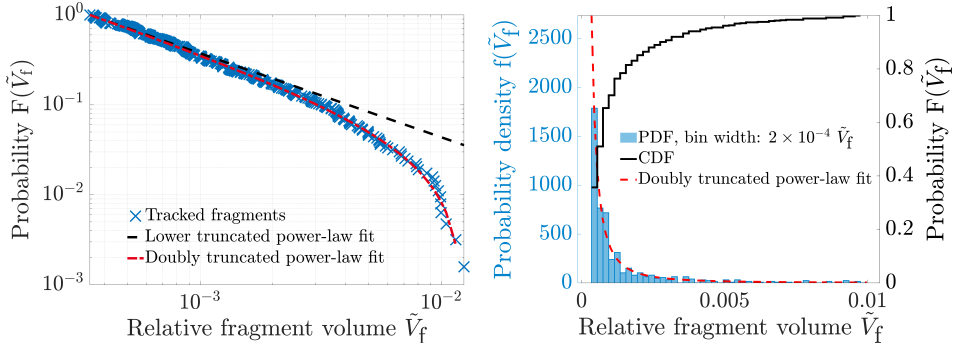 Probability F(Ṽf)
10⁰
10⁻¹
10⁻²
10⁻³
Tracked fragments
Lower truncated power-law fit
Doubly truncated power-law fit
10⁻³
10⁻²
Relative fragment volume Ṽf
Probability density f(Ṽf)
2500
2000
1500
1000
500
0
PDF, bin width: 2 × 10⁻⁴ Ṽf
CDF
Doubly truncated power-law fit
1
0.8
0.6
0.4
0.2
0
Probability F(Ṽf)
0
0.005
0.01
Relative fragment volume Ṽf